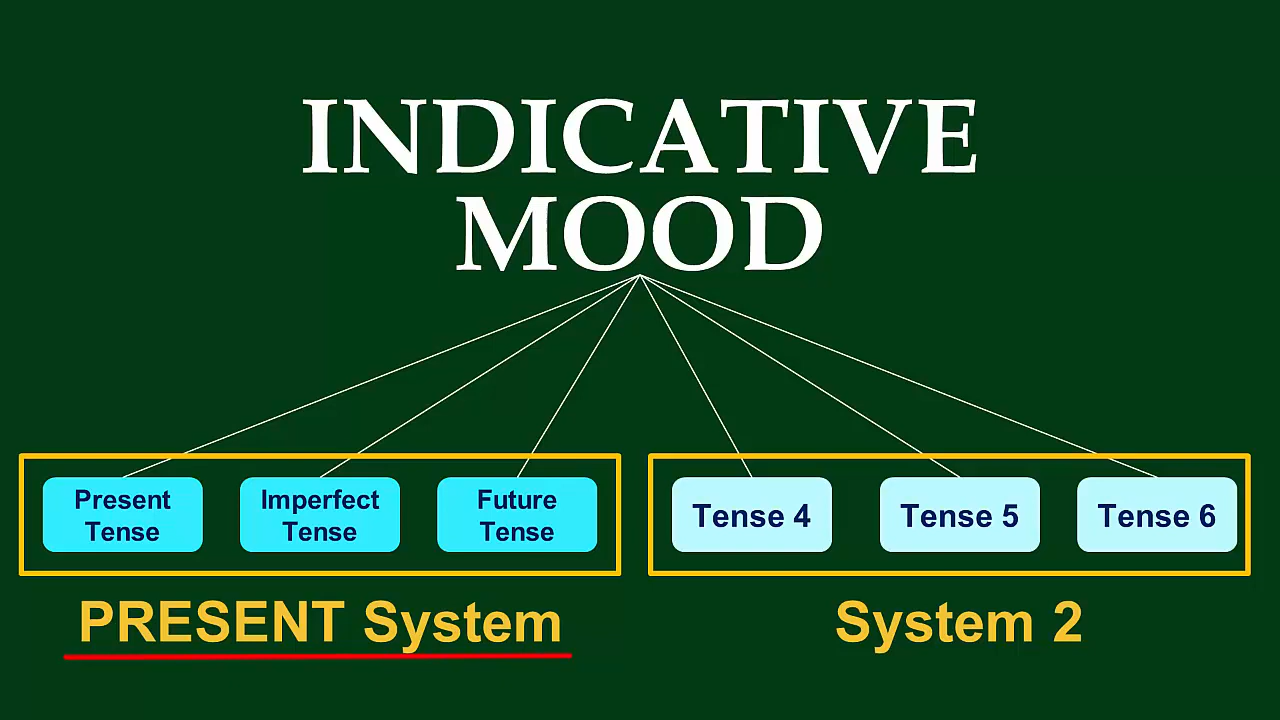 INDICATIVE
MOOD
Present
Tense
Imperfect
Tense
Future
Tense
Tense 4
Tense 5
Tense 6
PRESENT System
System 2